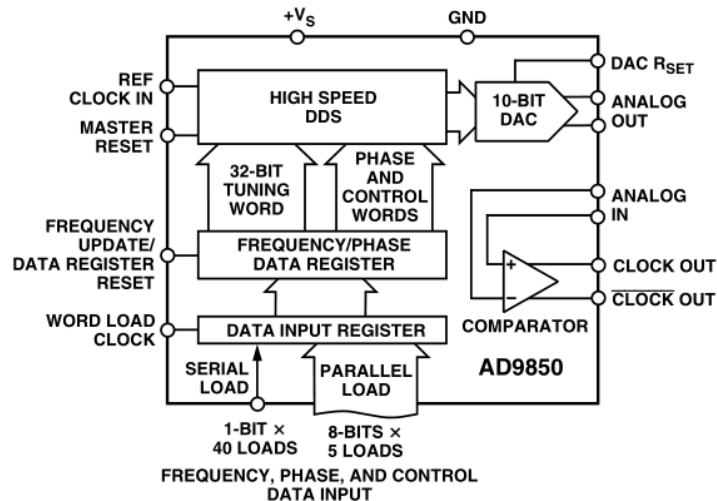 +VS
GND
REF
CLOCK IN
MASTER
RESET
FREQUENCY
UPDATE/
DATA REGISTER
RESET
WORD LOAD
CLOCK
HIGH SPEED
DDS
32-BIT
TUNING
WORD
PHASE
AND
CONTROL
WORDS
FREQUENCY/PHASE
DATA REGISTER
DATA INPUT REGISTER
SERIAL
LOAD
PARALLEL
LOAD
10-BIT
DAC
DAC RSET
ANALOG
OUT
ANALOG
IN
+
−
CLOCK OUT
CLOCK OUT
COMPARATOR
AD9850
1-BIT ×
40 LOADS
8-BITS ×
5 LOADS
FREQUENCY, PHASE, AND CONTROL
DATA INPUT